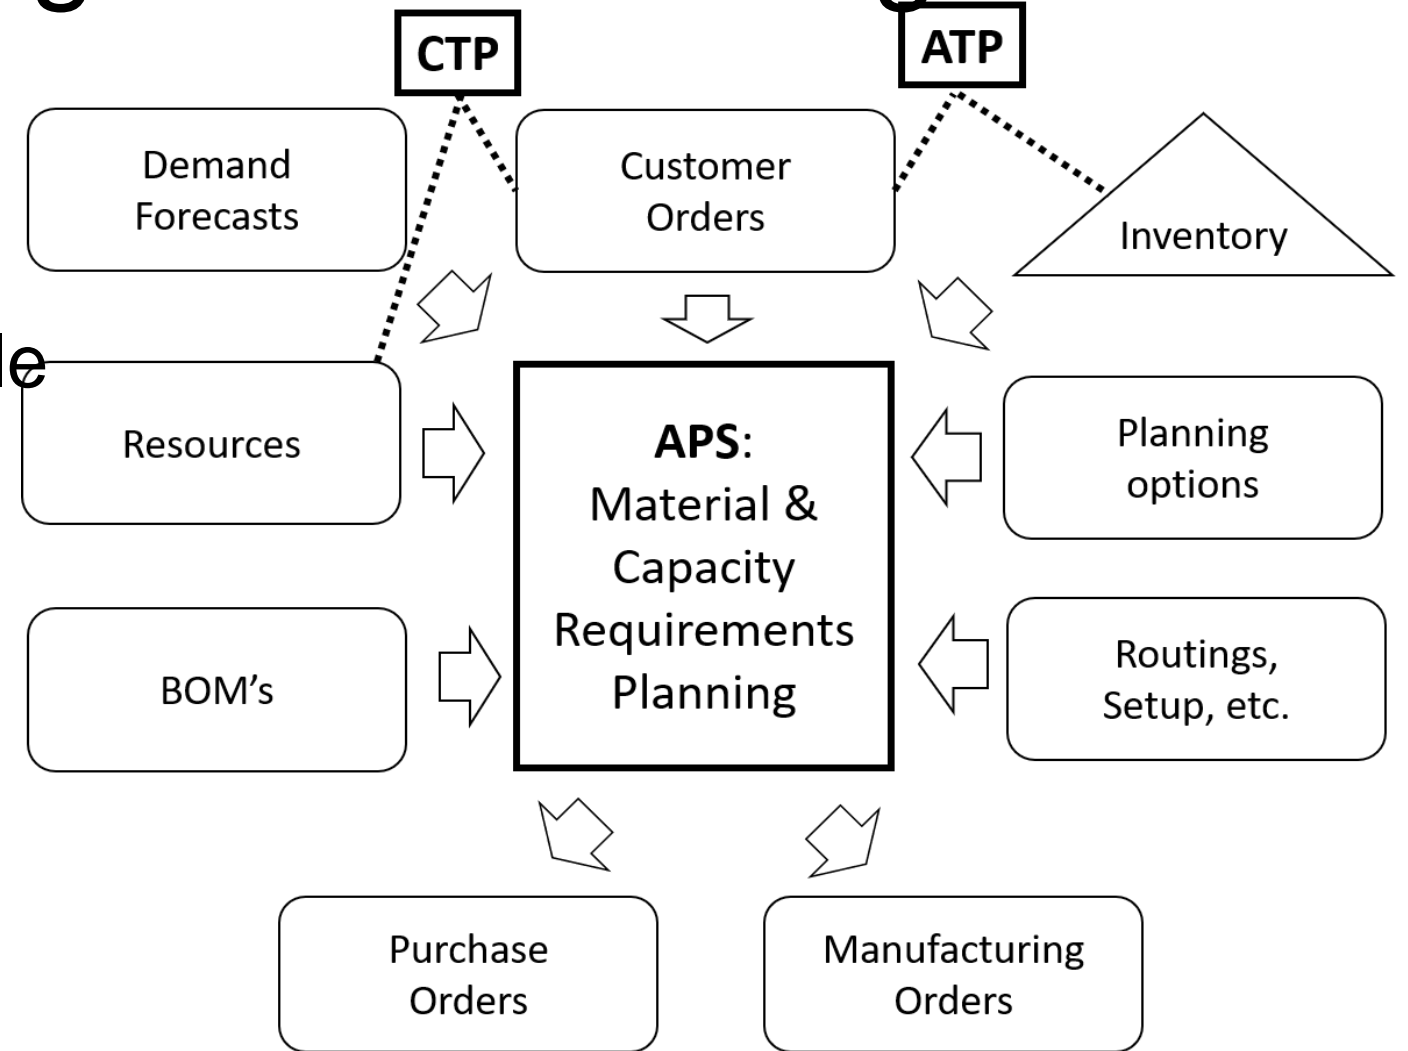 CTP
ATP
Demand
Forecasts
Customer
Orders
Inventory
Resources
APS:
Material &
Capacity
Requirements
Planning
Planning
options
BOM’s
Routings,
Setup, etc.
Purchase
Orders
Manufacturing
Orders